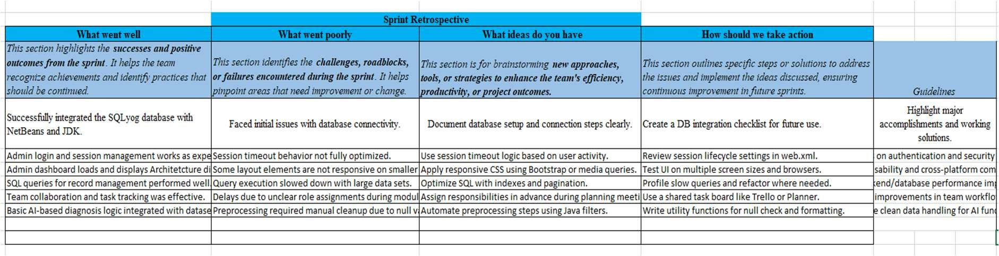 Sprint Retrospective
What went well
What went poorly
What ideas do you have
How should we take action
This section highlights the successes and positive
outcomes from the sprint. It helps the team
recognize achievements and identify practices that
should be continued.
This section identifies the challenges, roadblocks,
or failures encountered during the sprint. It helps
pinpoint areas that need improvement or change.
This section is for brainstorming new approaches,
tools, or strategies to enhance the team's efficiency,
productivity, or project outcomes.
This section outlines specific steps or solutions to address
the issues and implement the ideas discussed, ensuring
continuous improvement in future sprints.
Guidelines
Successfully integrated the SQLyog database with
NetBeans and JDK.
Faced initial issues with database connectivity.
Document database setup and connection steps clearly.
Create a DB integration checklist for future use.
Highlight major
accomplishments and working
solutions.
Admin login and session management works as expe
Session timeout behavior not fully optimized.
Use session timeout logic based on user activity.
Review session lifecycle settings in web.xml.
on authentication and security
Admin dashboard loads and displays Architetcture di
Some layout elements are not responsive on smaller
Apply responsive CSS using Bootstrap or media queries.
Test UI on multiple screen sizes and browsers.
sability and cross-platform com
SQL queries for record management performed well.
Query execution slowed down with large data sets.
Optimize SQL with indexes and pagination.
Profile slow queries and refactor where needed.
kend/database performance imp
Team collaboration and task tracking was effective.
Delays due to unclear role assignments during modul
Assign responsibilities in advance during planning meeti
Use a shared task board like Trello or Planner.
improvements in team workflo
Basic AI-based diagnosis logic integrated with datase
Preprocessing required manual cleanup due to null va
Automate preprocessing steps using Java filters.
Write utility functions for null check and formatting.
e clean data handling for AI func